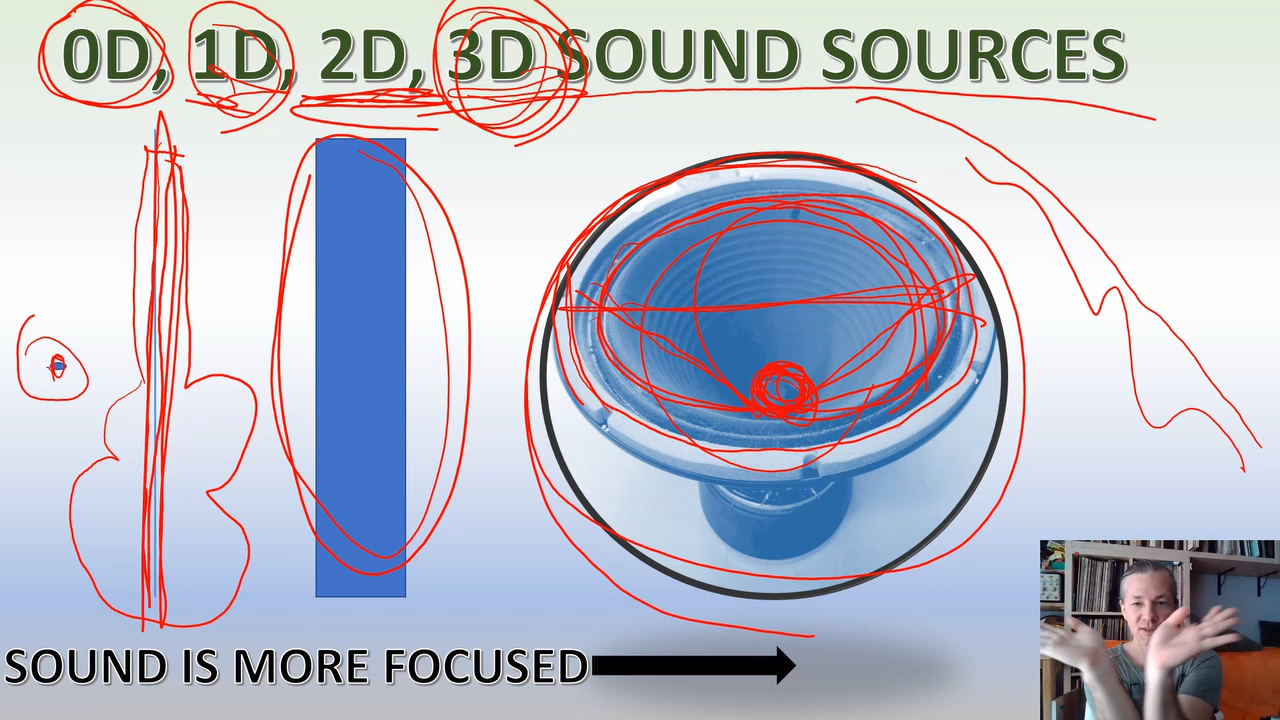 0D, 1D, 2D, 3D SOUND SOURCES
SOUND IS MORE FOCUSED